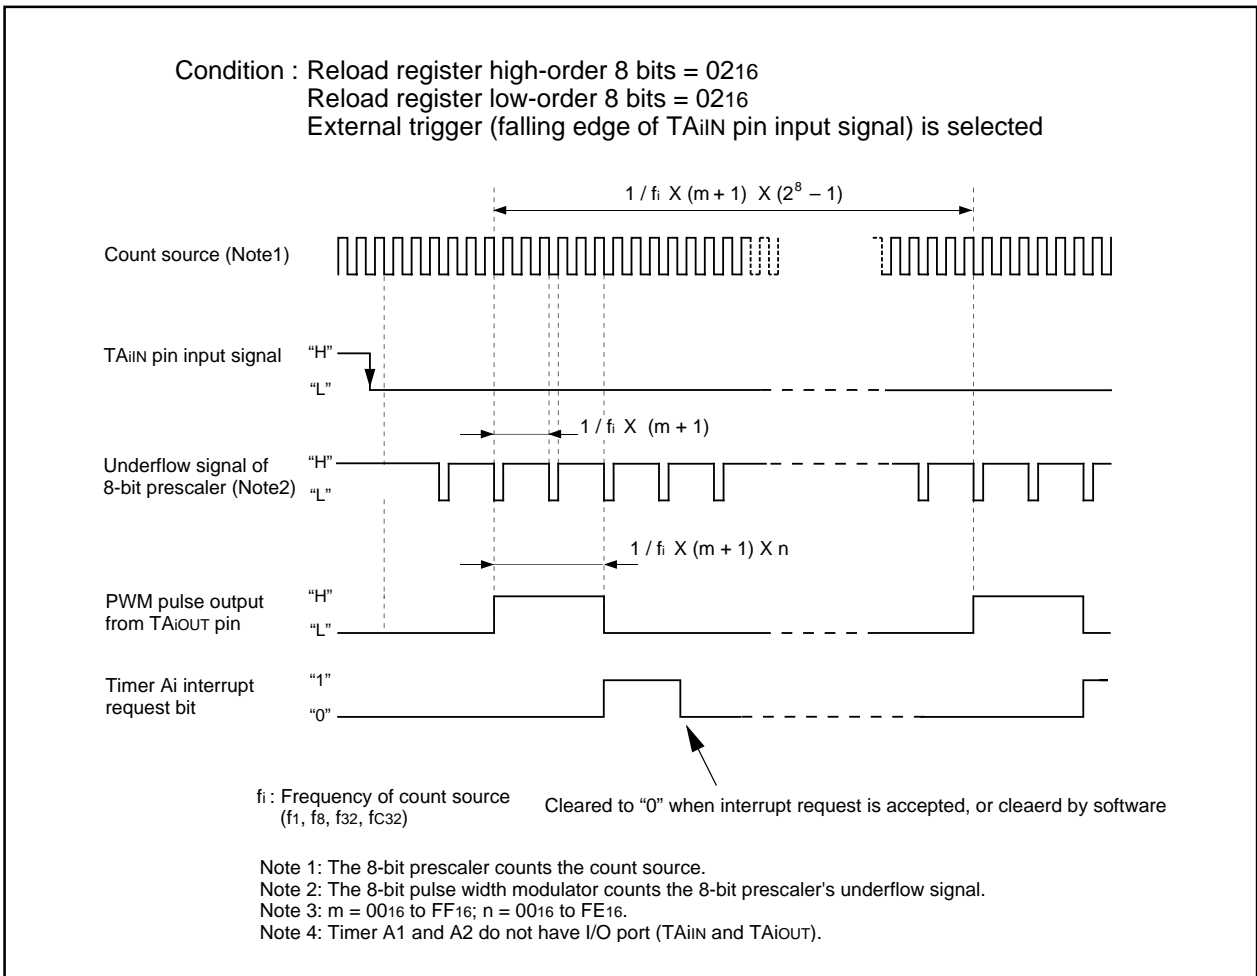 Condition : Reload register high-order 8 bits = 0216
Reload register low-order 8 bits = 0216
External trigger (falling edge of TAiIN pin input signal) is selected
1 / fi X (m + 1) X (2^8 – 1)
Count source (Note1)
TAiIN pin input signal
“H”
“L”
1 / fi X (m + 1)
Underflow signal of
8-bit prescaler (Note2)
“H”
“L”
1 / fi X (m + 1) X n
PWM pulse output
from TAiOUT pin
“H”
“L”
Timer Ai interrupt
request bit
“1”
“0”
fi : Frequency of count source
(f1, f8, f32, fC32)
Cleared to “0” when interrupt request is accepted, or cleaerd by software
Note 1: The 8-bit prescaler counts the count source.
Note 2: The 8-bit pulse width modulator counts the 8-bit prescaler's underflow signal.
Note 3: m = 0016 to FF16; n = 0016 to FE16.
Note 4: Timer A1 and A2 do not have I/O port (TAiIN and TAiOUT).